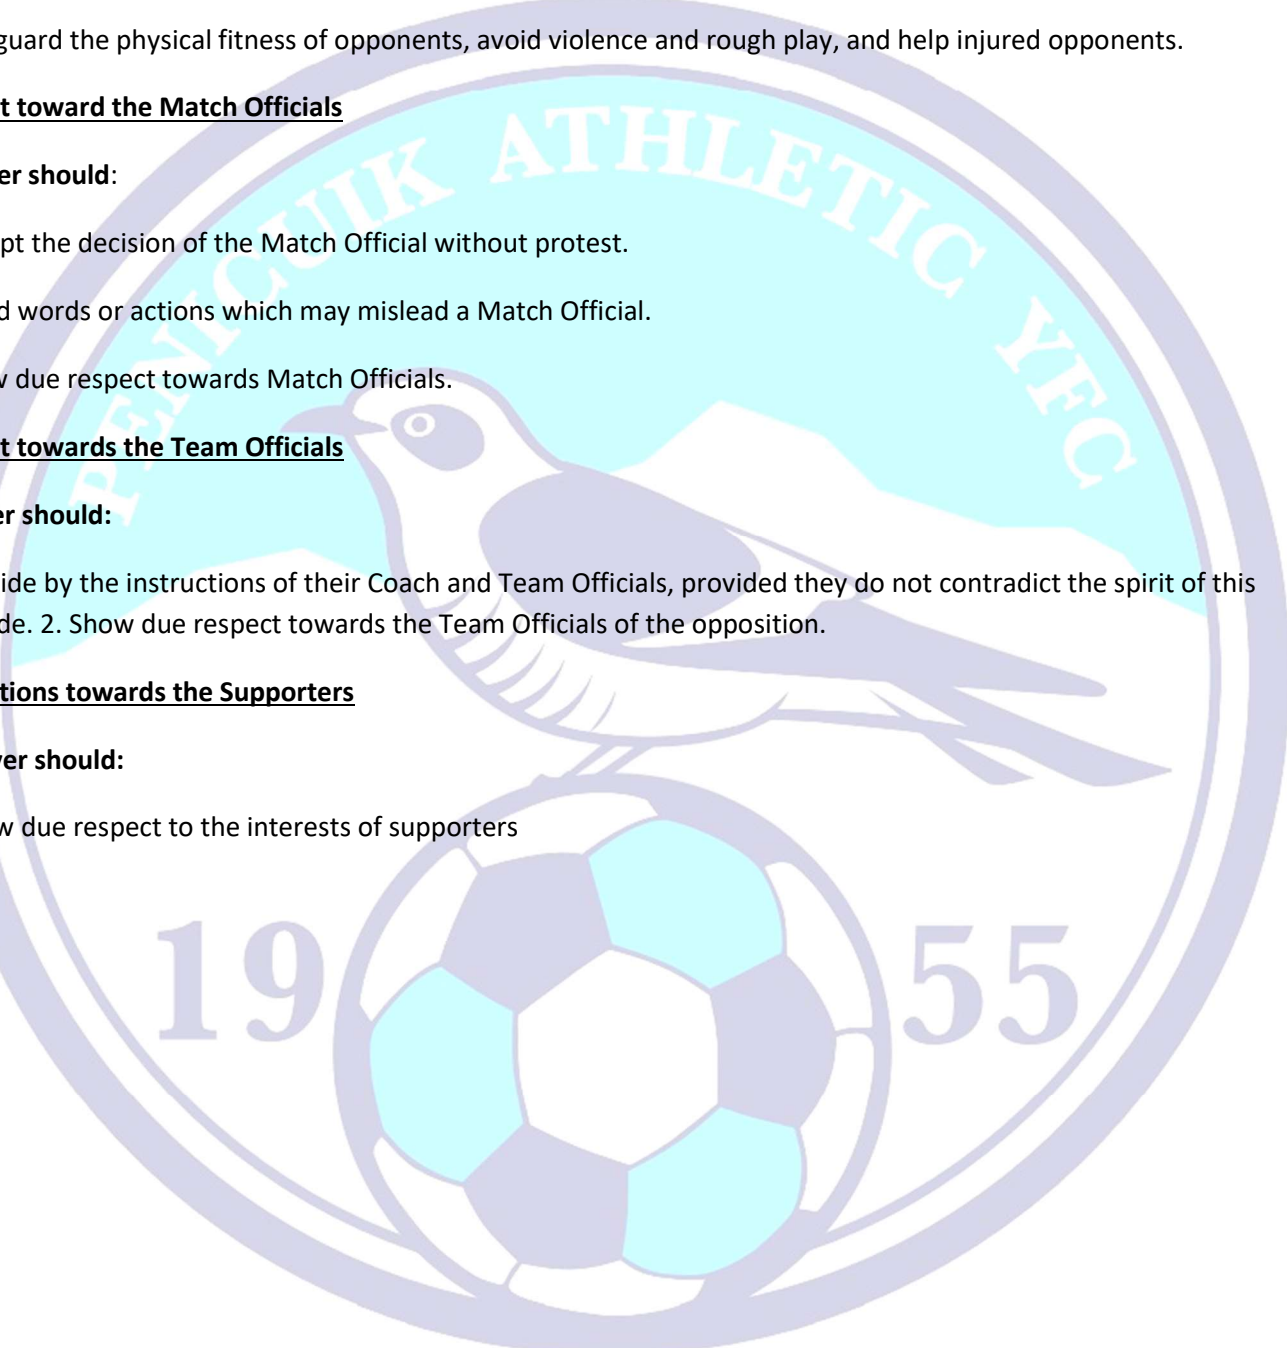 guard the physical fitness of opponents, avoid violence and rough play, and help injured opponents.
t toward the Match Officials
er should:
pt the decision of the Match Official without protest.
d words or actions which may mislead a Match Official.
w due respect towards Match Officials.
t towards the Team Officials
er should:
ide by the instructions of their Coach and Team Officials, provided they do not contradict the spirit of this
de. 2. Show due respect towards the Team Officials of the opposition.
tions towards the Supporters
yer should:
w due respect to the interests of supporters
PENICUIK ATHLETIC YFC
19 55